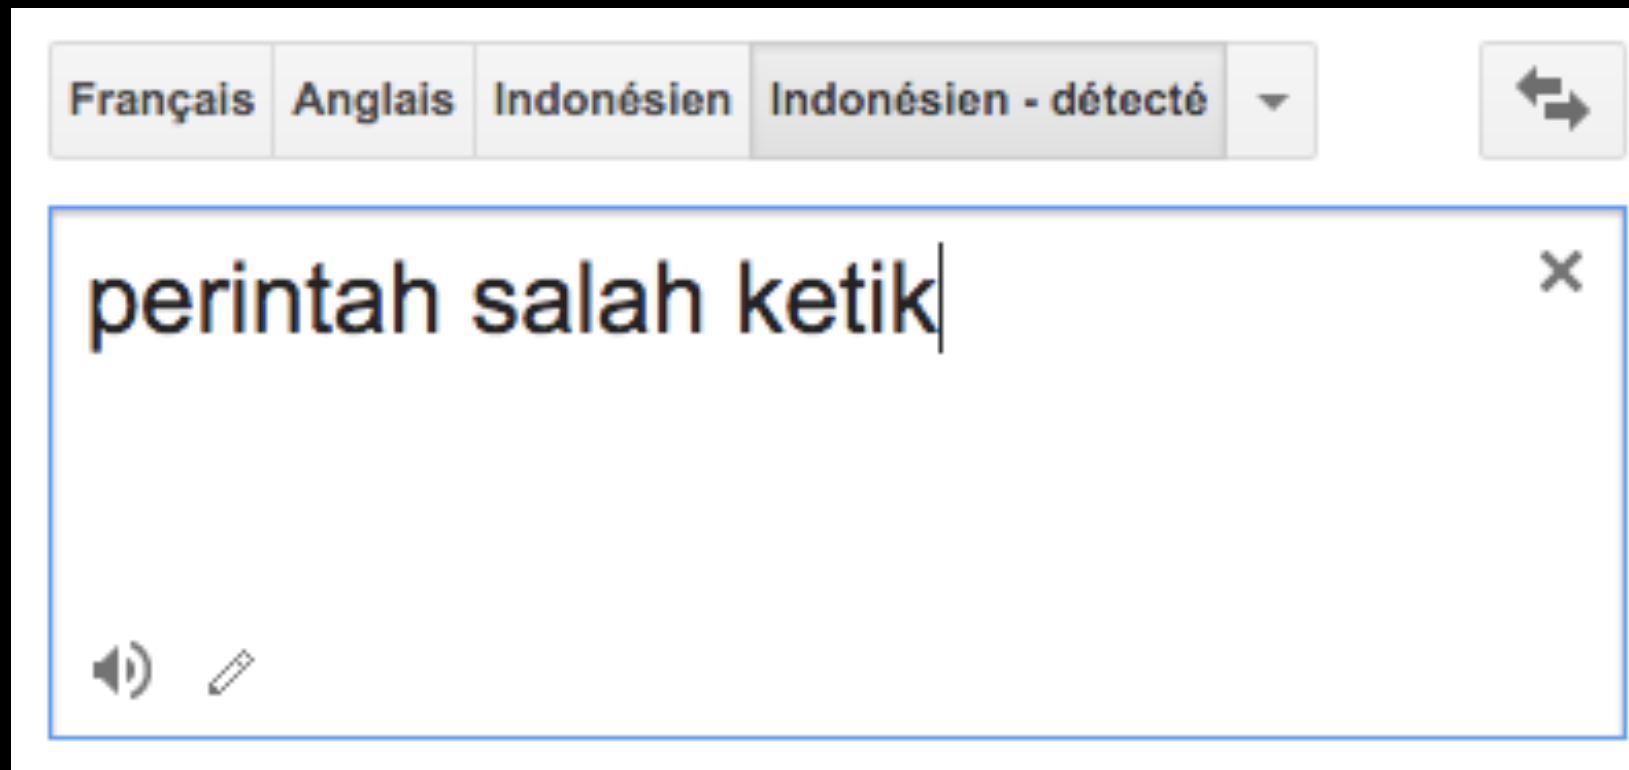 Français Anglais Indonésien Indonésien - détecté
perintah salah ketik